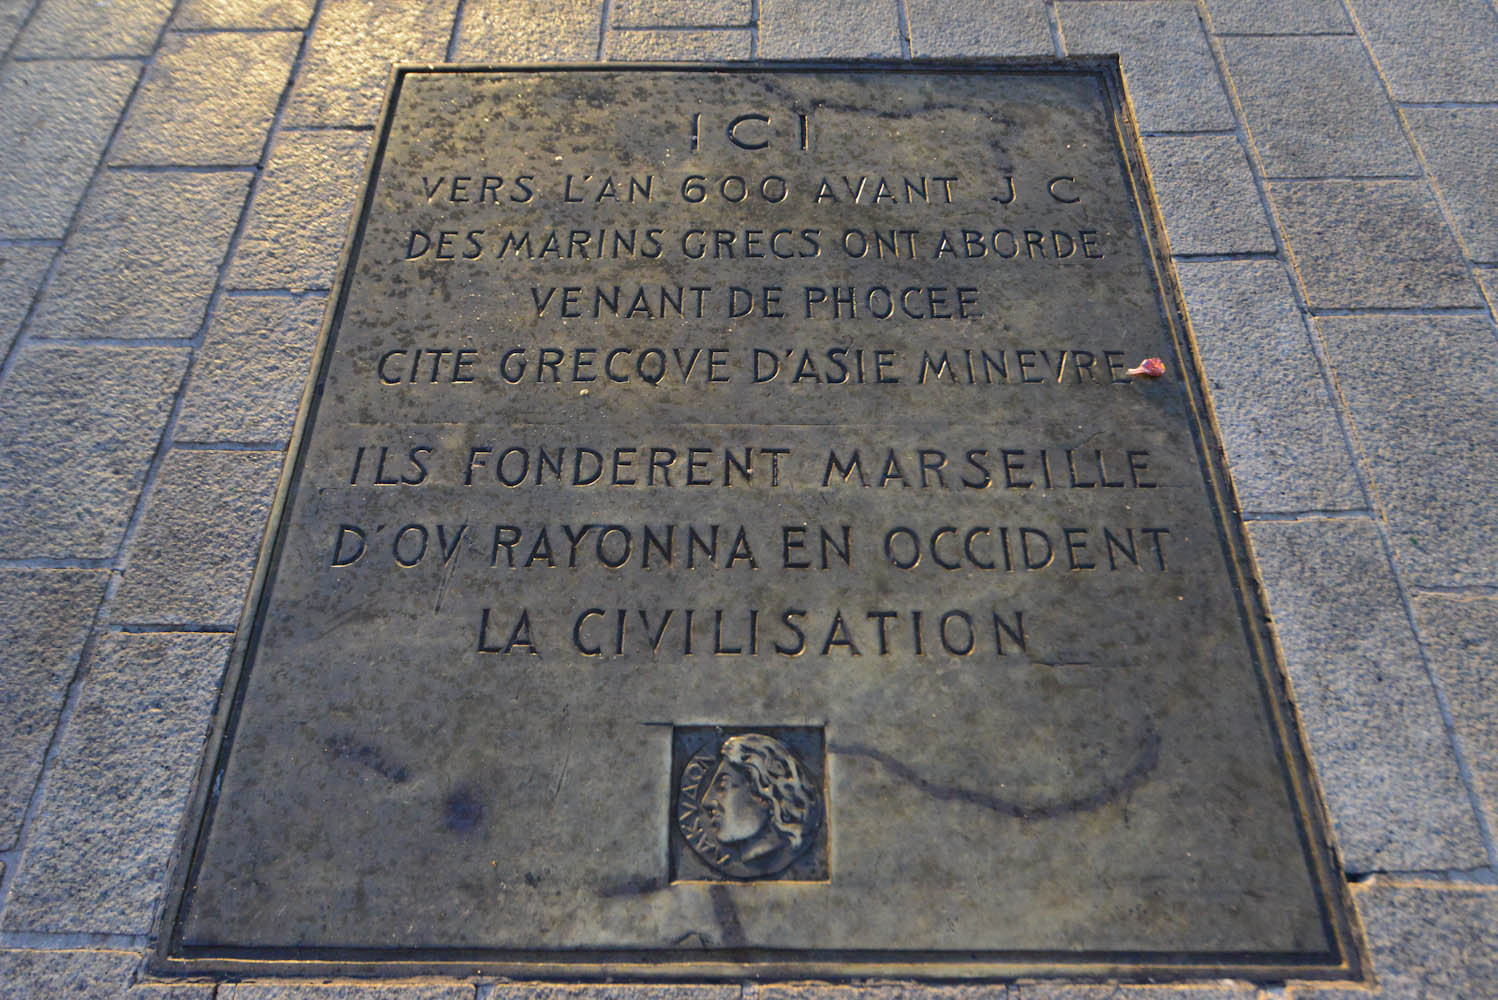 ICI
VERS L'AN 600 AVANT J C
DES MARINS GRECS ONT ABORDE
VENANT DE PHOCEE
CITE GRECQVE D'ASIE MINEVRE
ILS FONDERENT MARSEILLE
D'OV RAYONNA EN OCCIDENT
LA CIVILISATION
ΛΑΚΥΔΩΝ